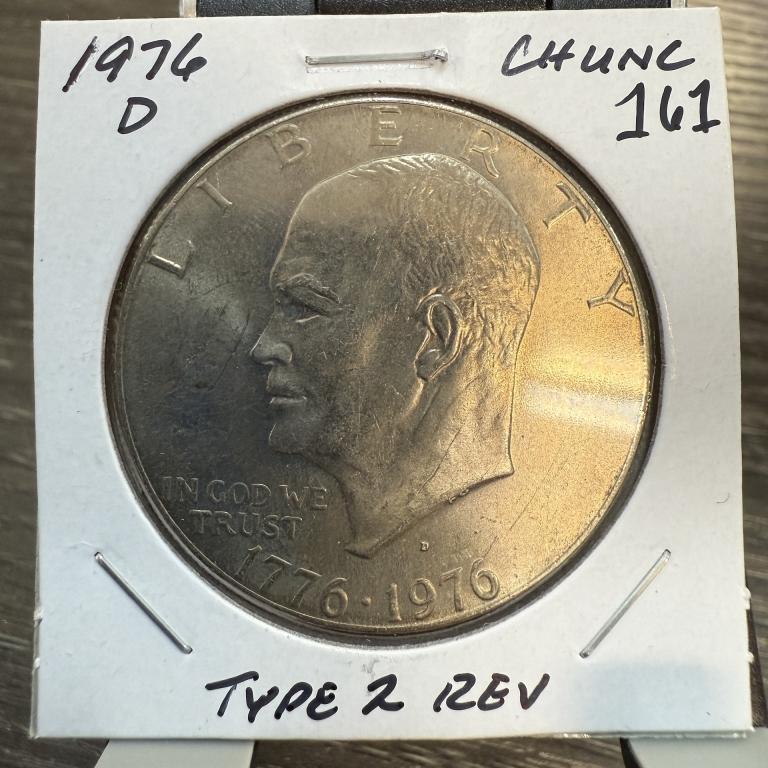 1976 CHUNC
D 161
LIBERTY
IN GOD WE
TRUST
D
1776·1976
TYPE 2 REV